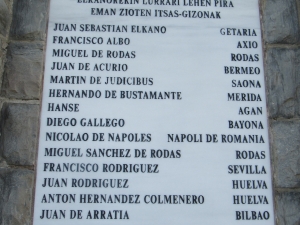 ELKANOREKIN LURRARI LEHEN PIRA
EMAN ZIOTEN ITSAS-GIZONAK
JUAN SEBASTIAN ELKANO GETARIA
FRANCISCO ALBO AXIO
MIGUEL DE RODAS RODAS
JUAN DE ACURIO BERMEO
MARTIN DE JUDICIBUS SAONA
HERNANDO DE BUSTAMANTE MERIDA
HANSE AGAN
DIEGO GALLEGO BAYONA
NICOLAO DE NAPOLES NAPOLI DE ROMANIA
MIGUEL SANCHEZ DE RODAS RODAS
FRANCISCO RODRIGUEZ SEVILLA
JUAN RODRIGUEZ HUELVA
ANTON HERNANDEZ COLMENERO HUELVA
JUAN DE ARRATIA BILBAO